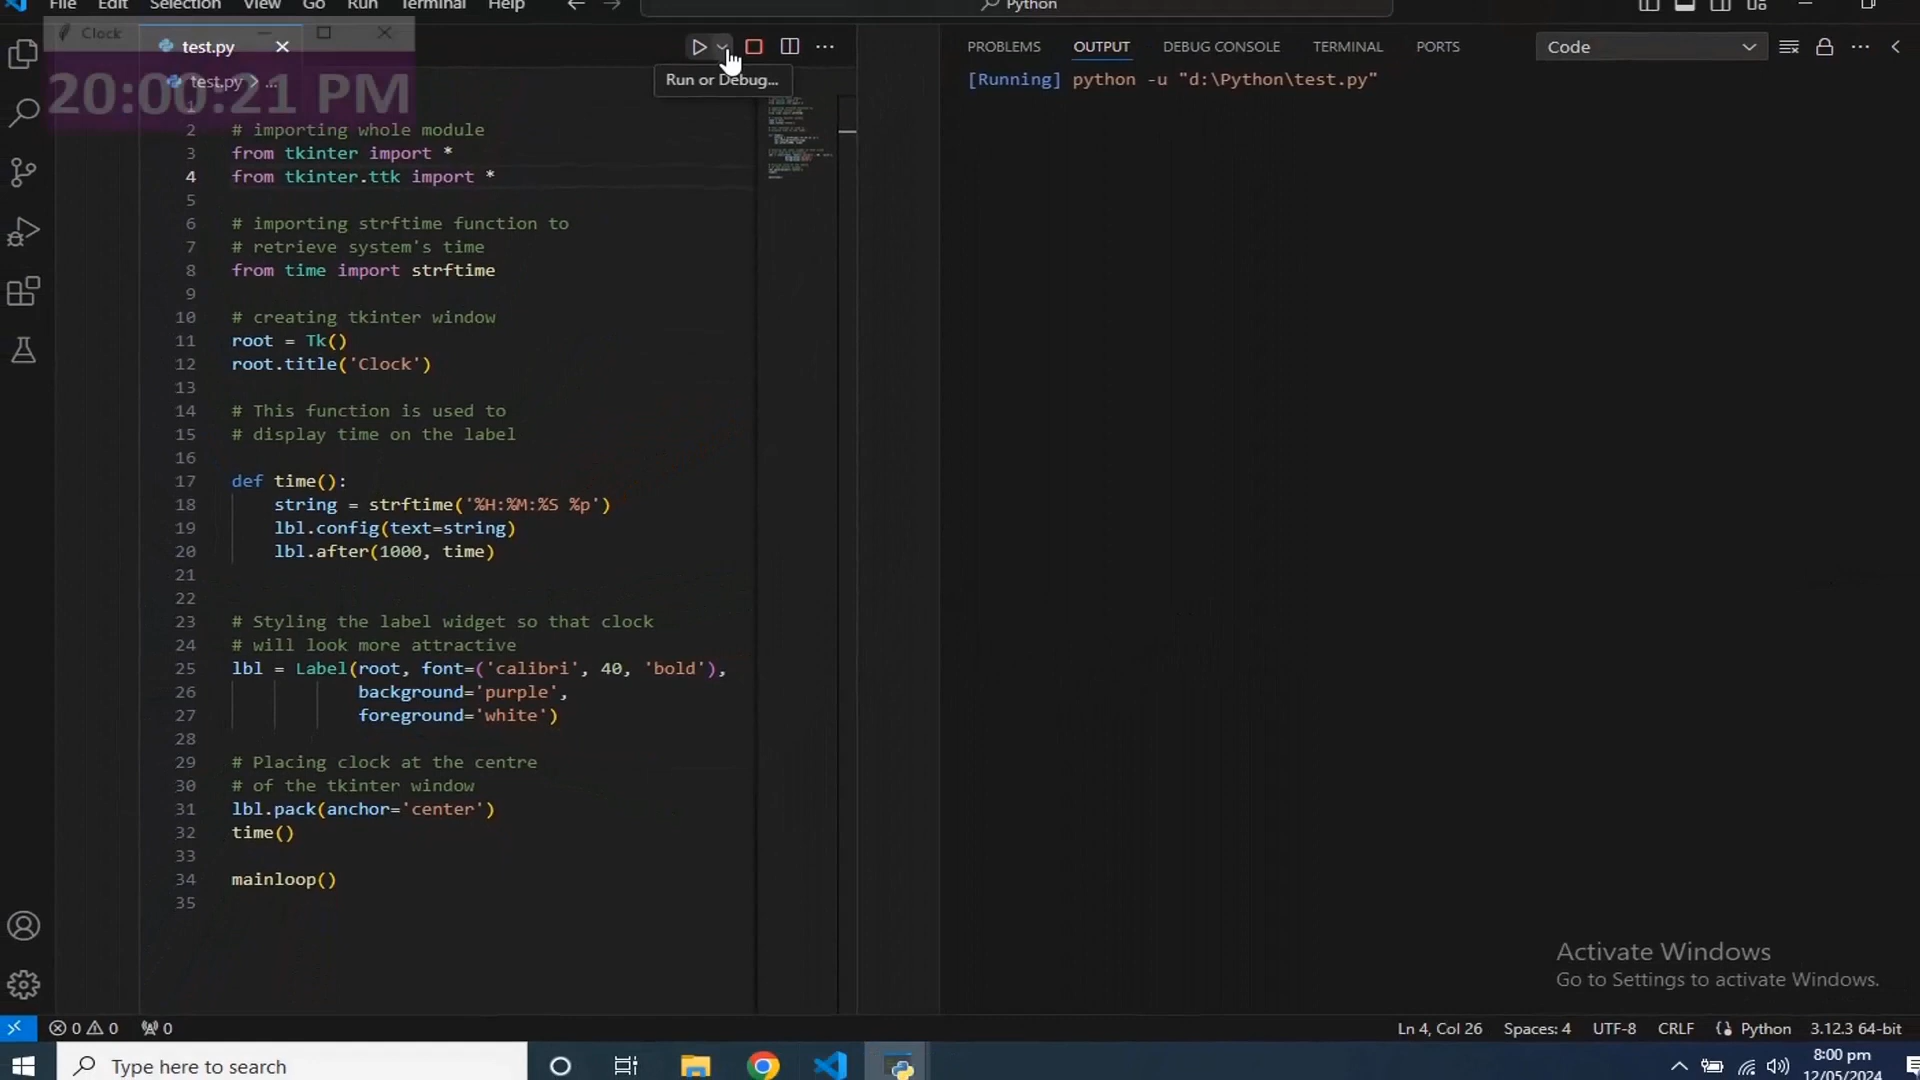 File Edit Selection View Go Run Terminal Help
Python
Clock
test.py
Run or Debug...
test.py > ...
20:00:21 PM
1
2 # importing whole module
3 from tkinter import *
4 from tkinter.ttk import *
5
6 # importing strftime function to
7 # retrieve system's time
8 from time import strftime
9
10 # creating tkinter window
11 root = Tk()
12 root.title('Clock')
13
14 # This function is used to
15 # display time on the label
16
17 def time():
18 string = strftime('%H:%M:%S %p')
19 lbl.config(text=string)
20 lbl.after(1000, time)
21
22
23 # Styling the label widget so that clock
24 # will look more attractive
25 lbl = Label(root, font=('calibri', 40, 'bold'),
26 background='purple',
27 foreground='white')
28
29 # Placing clock at the centre
30 # of the tkinter window
31 lbl.pack(anchor='center')
32 time()
33
34 mainloop()
35
PROBLEMS OUTPUT DEBUG CONSOLE TERMINAL PORTS
Code
[Running] python -u "d:\Python\test.py"
Activate Windows
Go to Settings to activate Windows.
0 0 0
Ln 4, Col 26 Spaces: 4 UTF-8 CRLF Python 3.12.3 64-bit
Type here to search
8:00 pm
12/05/2024